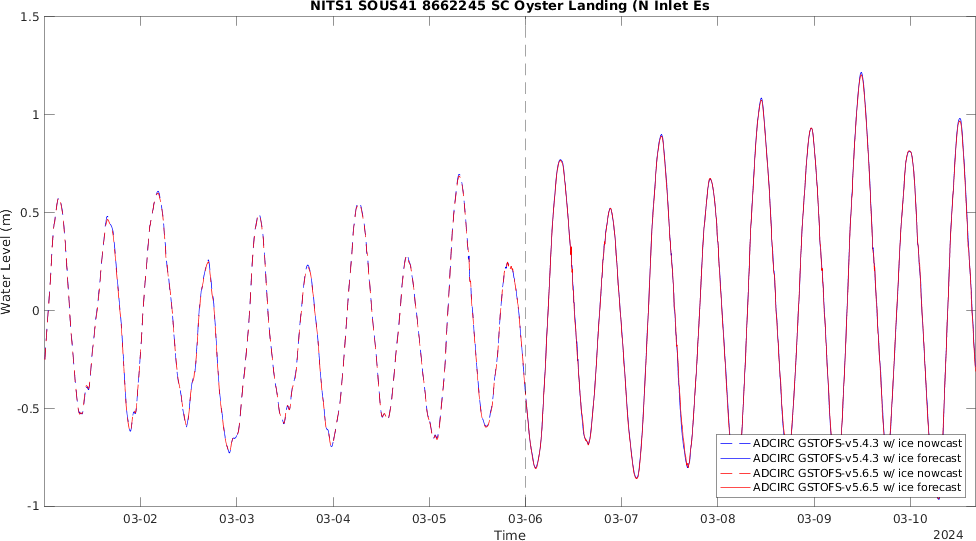 NITS1 SOUS41 8662245 SC Oyster Landing (N Inlet Es
1.5
1
0.5
0
-0.5
-1
Water Level (m)
ADCIRC GSTOFS-v5.4.3 w/ ice nowcast
ADCIRC GSTOFS-v5.4.3 w/ ice forecast
ADCIRC GSTOFS-v5.6.5 w/ ice nowcast
ADCIRC GSTOFS-v5.6.5 w/ ice forecast
03-02 03-03 03-04 03-05 03-06 03-07 03-08 03-09 03-10
Time
2024